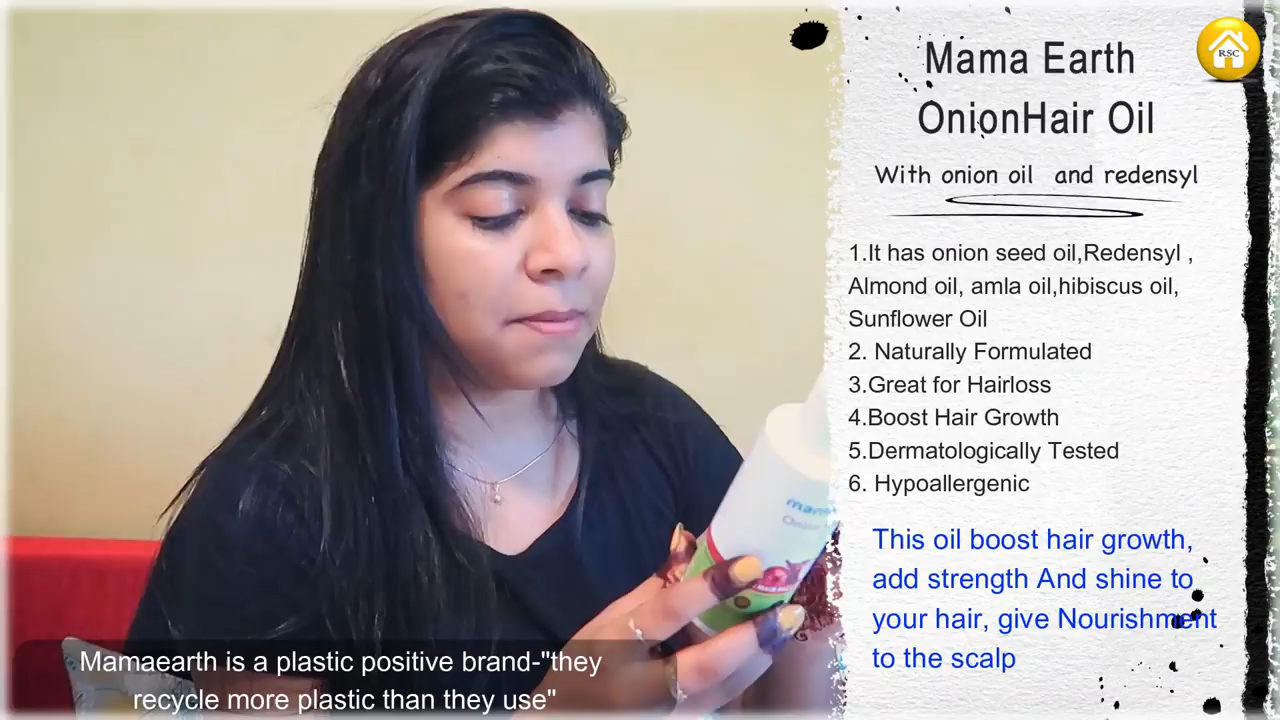 Mama Earth
OnionHair Oil
RSC
With onion oil and redensyl
1.It has onion seed oil,Redensyl ,
Almond oil, amla oil,hibiscus oil,
Sunflower Oil
2. Naturally Formulated
3.Great for Hairloss
4.Boost Hair Growth
5.Dermatologically Tested
6. Hypoallergenic
This oil boost hair growth,
add strength And shine to
your hair, give Nourishment
to the scalp
Mamaearth is a plastic positive brand-"they
recycle more plastic than they use"